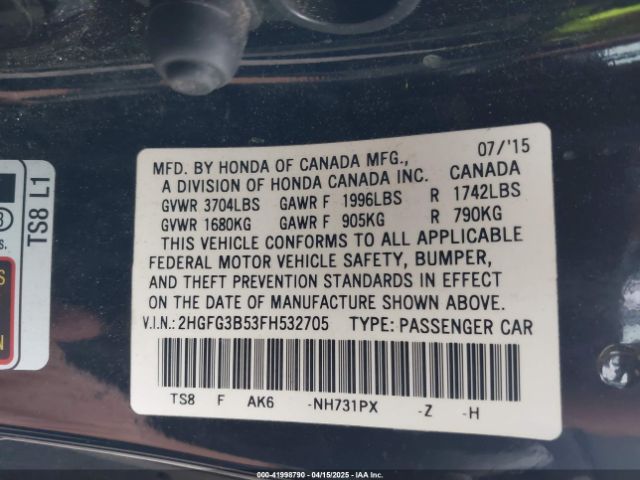 07/'15
MFD. BY HONDA OF CANADA MFG.,
A DIVISION OF HONDA CANADA INC. CANADA
GVWR 3704LBS GAWR F 1996LBS R 1742LBS
GVWR 1680KG GAWR F 905KG R 790KG
THIS VEHICLE CONFORMS TO ALL APPLICABLE
FEDERAL MOTOR VEHICLE SAFETY, BUMPER,
AND THEFT PREVENTION STANDARDS IN EFFECT
ON THE DATE OF MANUFACTURE SHOWN ABOVE.
V.I.N.: 2HGFG3B53FH532705 TYPE: PASSENGER CAR
TS8 F AK6 -NH731PX -Z -H
TS8 L1
000-41998790 - 04/15/2025 - IAA Inc.